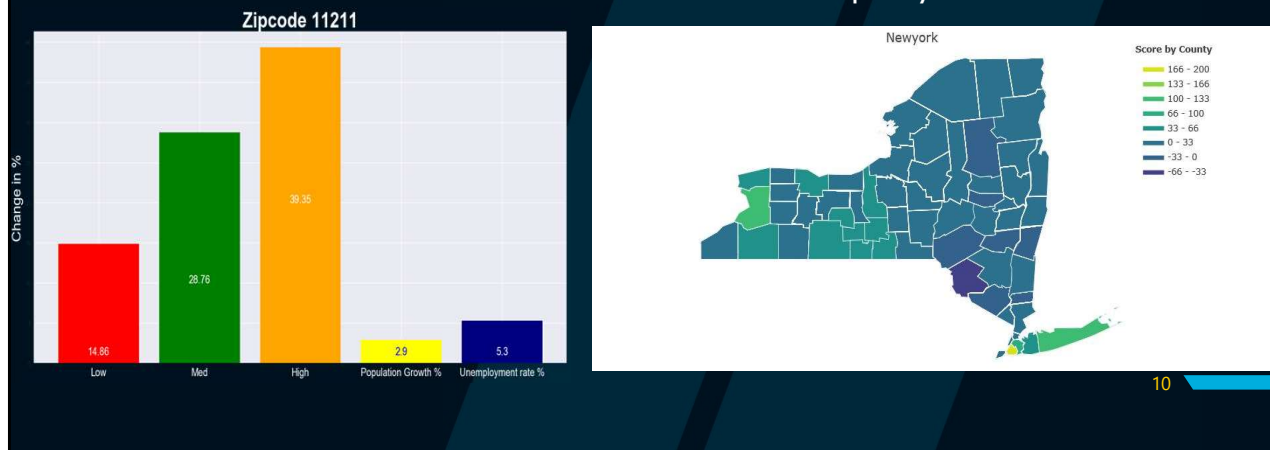 Zipcode 11211
Change in %
39.35
28.76
14.86
2.9
5.3
Low
Med
High
Population Growth %
Unemployment rate %
Newyork
Score by County
166 - 200
133 - 166
100 - 133
66 - 100
33 - 66
0 - 33
-33 - 0
-66 - -33
10